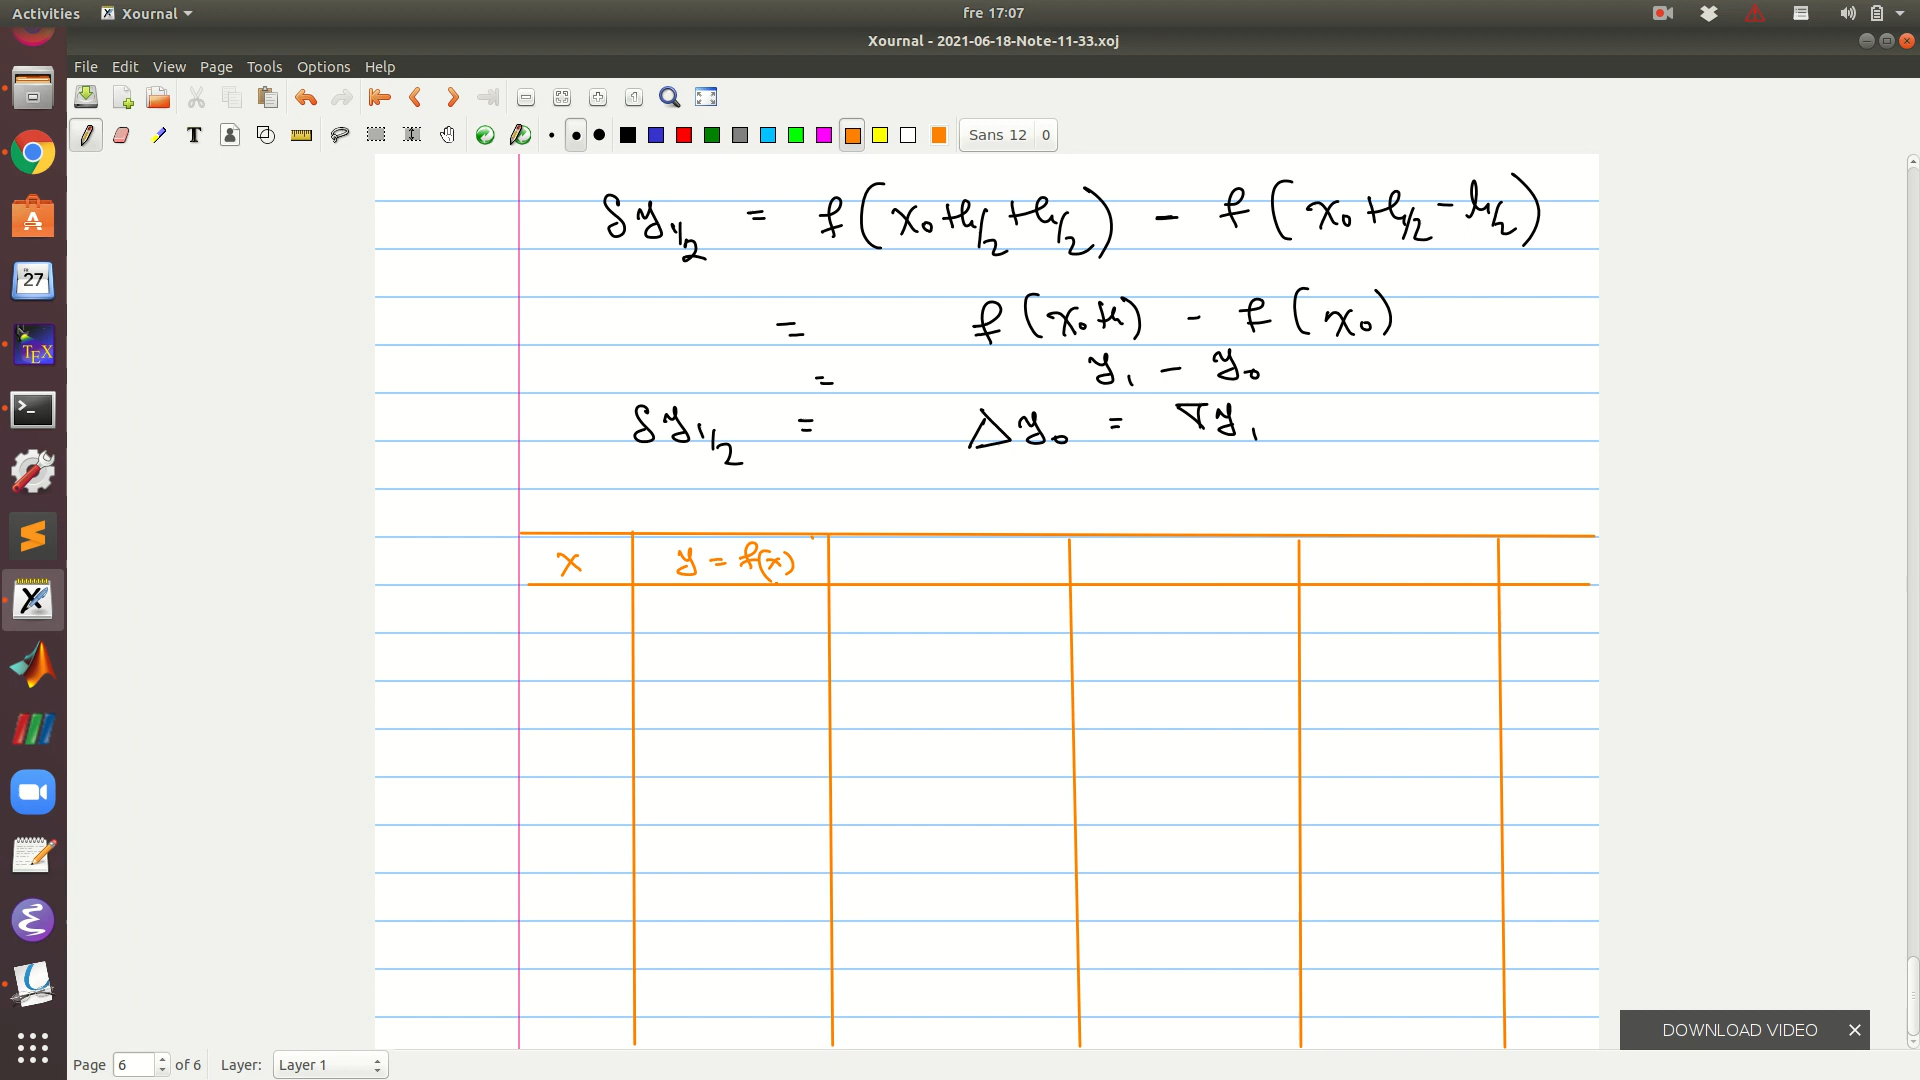 Activities Xournal fre 17:07
Xournal - 2021-06-18-Note-11-33.xoj
File Edit View Page Tools Options Help
Sans 12 0
δy₁/₂ = f(x₀+h/2+h/2) - f(x₀+h/2-h/2)
= f(x₀+h) - f(x₀)
= y₁ - y₀
δy₁/₂ = Δy₀ = ∇y₁
x y = f(x)
27
TEX
DOWNLOAD VIDEO
Page 6 of 6 Layer: Layer 1